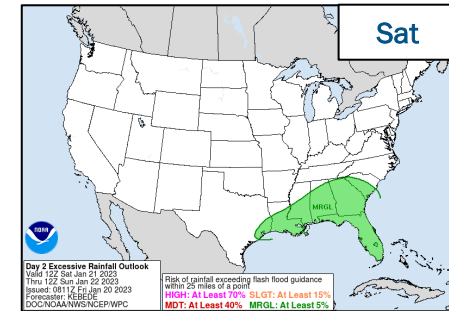 Sat
MRGL
NOAA
Day 2 Excessive Rainfall Outlook
Valid 12Z Sat Jan 21 2023
Thru 12Z Sun Jan 22 2023
Issued: 0811Z Fri Jan 20 2023
Forecaster: KEBEDE
DOC/NOAA/NWS/NCEP/WPC
Risk of rainfall exceeding flash flood guidance
within 25 miles of a point
HIGH: At Least 70% SLGT: At Least 15%
MDT: At Least 40% MRGL: At Least 5%